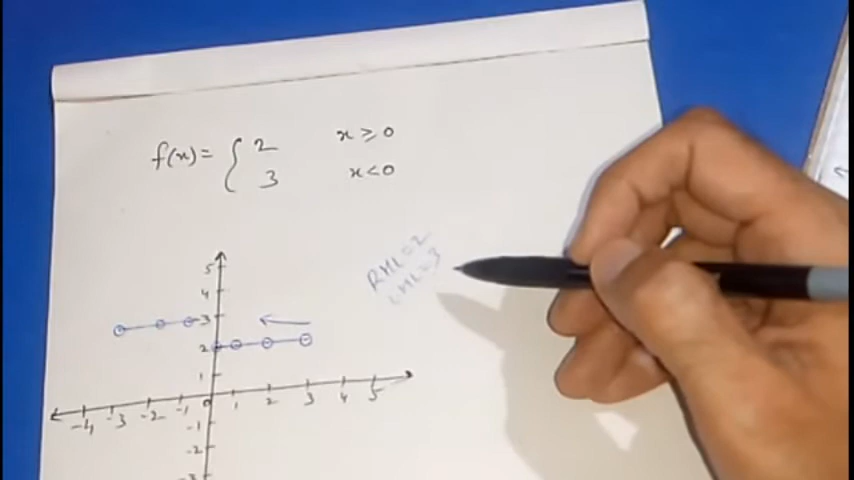 f(x)= { 2 x ≥ 0
3 x < 0
RHL=2
LHL=3
5
4
3
2
1
-4 -3 -2 -1 0 1 2 3 4 5
-1
-2
-3